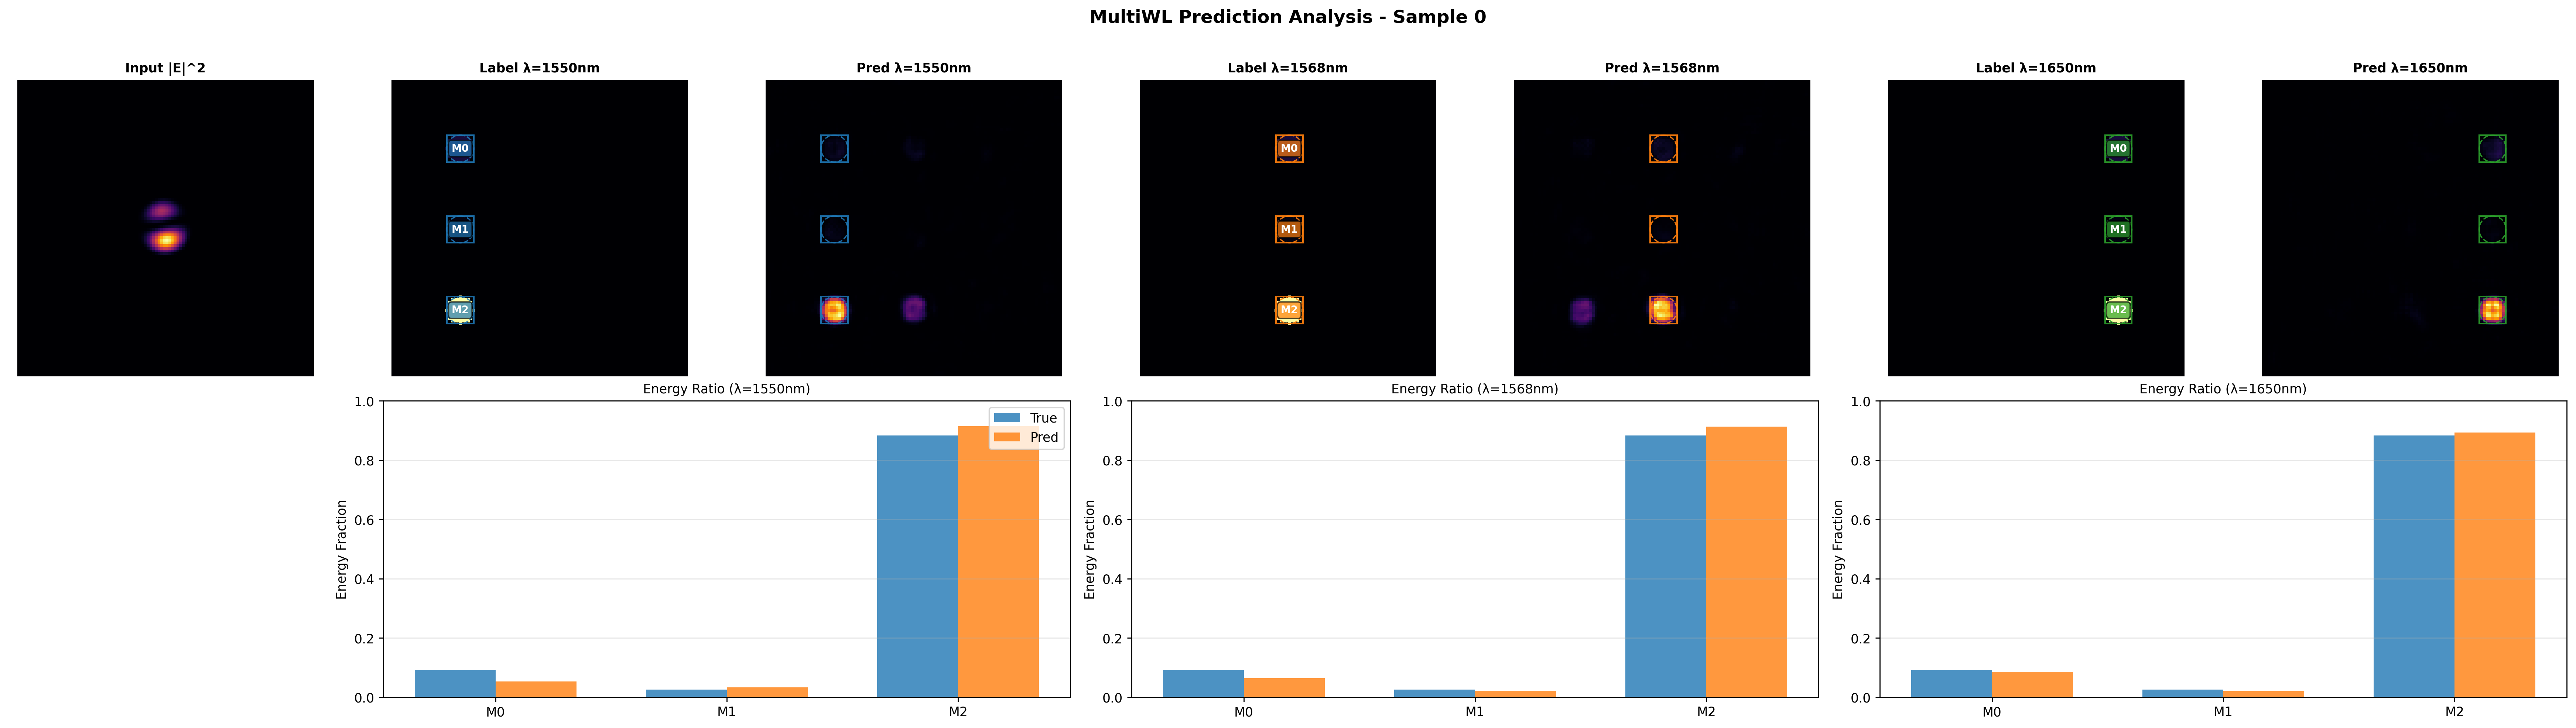 MultiWL Prediction Analysis - Sample 0
Input |E|^2
Label λ=1550nm
Pred λ=1550nm
Label λ=1568nm
Pred λ=1568nm
Label λ=1650nm
Pred λ=1650nm
M0
M0
M0
M1
M1
M1
M2
M2
M2
Energy Ratio (λ=1550nm)
Energy Ratio (λ=1568nm)
Energy Ratio (λ=1650nm)
Energy Fraction
1.0
0.8
0.6
0.4
0.2
0.0
True
Pred
M0
M1
M2
Energy Fraction
1.0
0.8
0.6
0.4
0.2
0.0
M0
M1
M2
Energy Fraction
1.0
0.8
0.6
0.4
0.2
0.0
M0
M1
M2